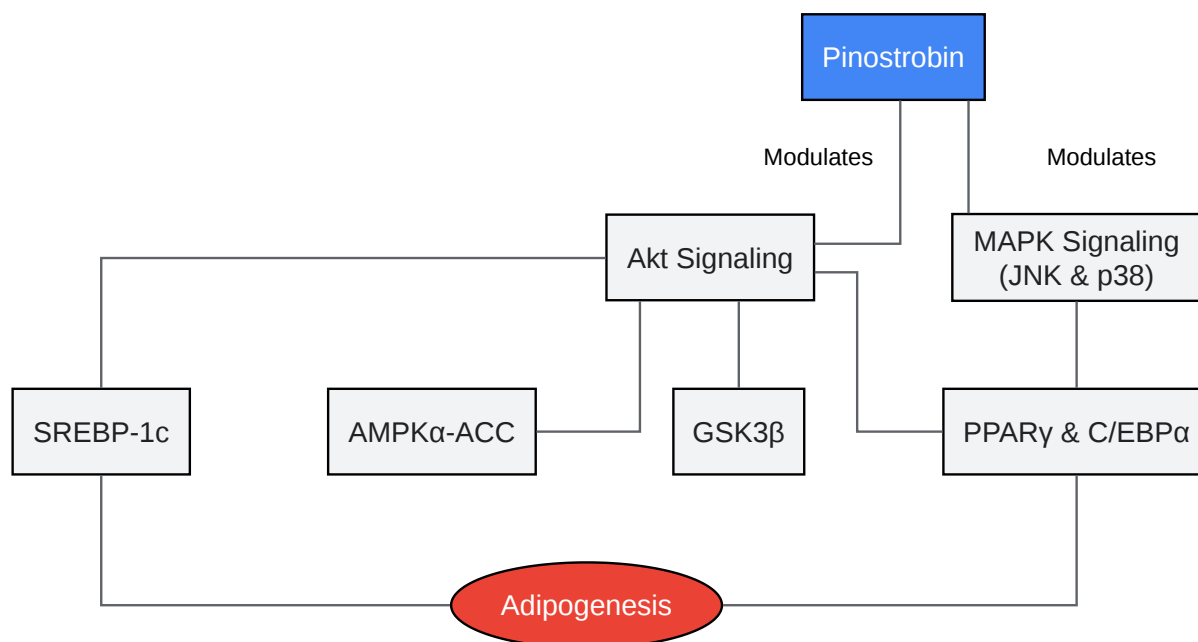 Pinostrobin
Modulates
Modulates
Akt Signaling
MAPK Signaling
(JNK & p38)
SREBP-1c
AMPKα-ACC
GSK3β
PPARγ & C/EBPα
Adipogenesis